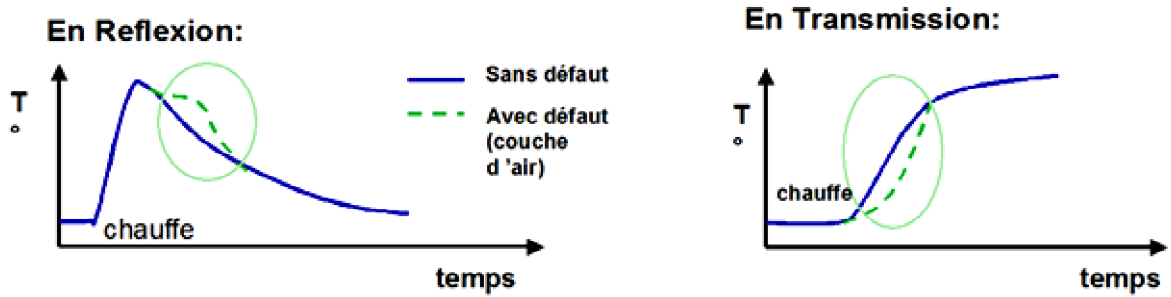 En Reflexion:
T
°
chauffe
temps
Sans défaut
Avec défaut
(couche
d 'air)
En Transmission:
T
°
chauffe
temps